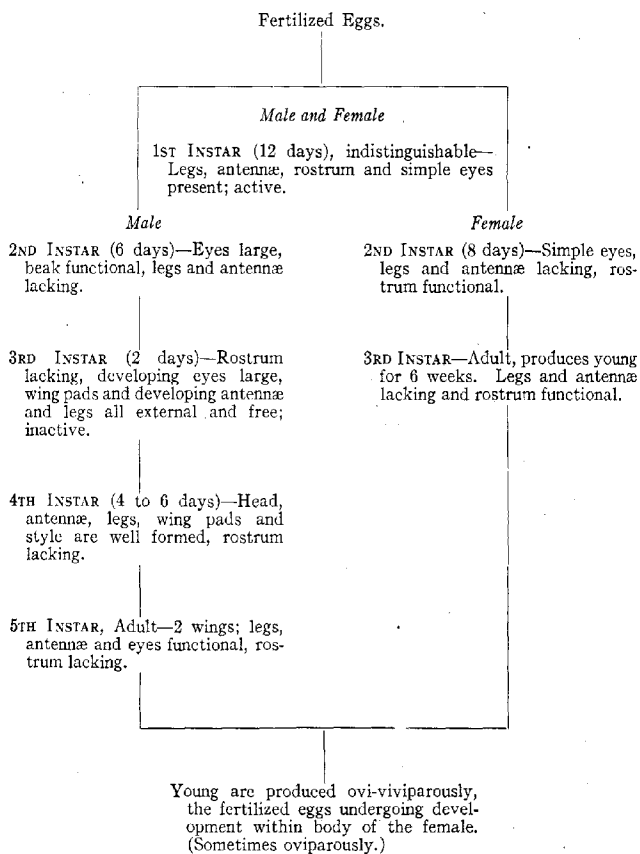 Fertilized Eggs.
Male and Female
1ST INSTAR (12 days), indistinguishable—
Legs, antennæ, rostrum and simple eyes
present; active.
Male
2ND INSTAR (6 days)—Eyes large,
beak functional, legs and antennæ
lacking.
3RD INSTAR (2 days)—Rostrum
lacking, developing eyes large,
wing pads and developing antennæ
and legs all external and free;
inactive.
4TH INSTAR (4 to 6 days)—Head,
antennæ, legs, wing pads and
style are well formed, rostrum
lacking.
5TH INSTAR, Adult—2 wings; legs,
antennæ and eyes functional, ros-
trum lacking.
Female
2ND INSTAR (8 days)—Simple eyes,
legs and antennæ lacking, ros-
trum functional.
3RD INSTAR—Adult, produces young
for 6 weeks. Legs and antennæ
lacking and rostrum functional.
Young are produced ovi-viviparously,
the fertilized eggs undergoing devel-
opment within body of the female.
(Sometimes oviparously.)